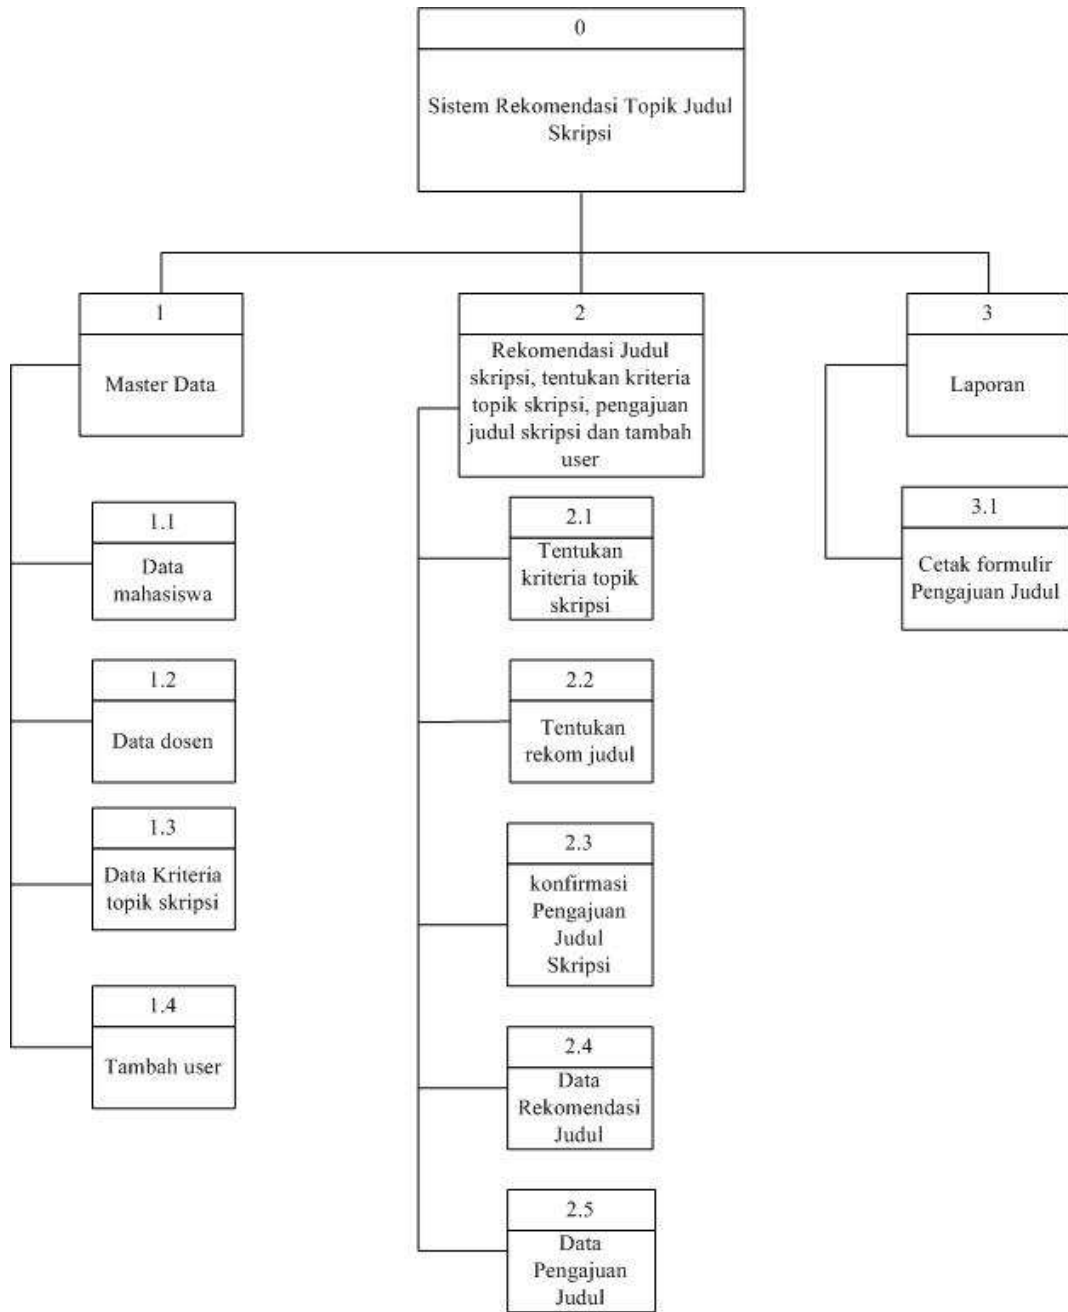 0
Sistem Rekomendasi Topik Judul
Skripsi
1
Master Data
2
Rekomendasi Judul
skripsi, tentukan kriteria
topik skripsi, pengajuan
judul skripsi dan tambah
user
3
Laporan
1.1
Data
mahasiswa
1.2
Data dosen
1.3
Data Kriteria
topik skripsi
1.4
Tambah user
2.1
Tentukan
kriteria topik
skripsi
2.2
Tentukan
rekom judul
2.3
konfirmasi
Pengajuan
Judul
Skripsi
2.4
Data
Rekomendasi
Judul
2.5
Data
Pengajuan
Judul
3.1
Cetak formulir
Pengajuan Judul